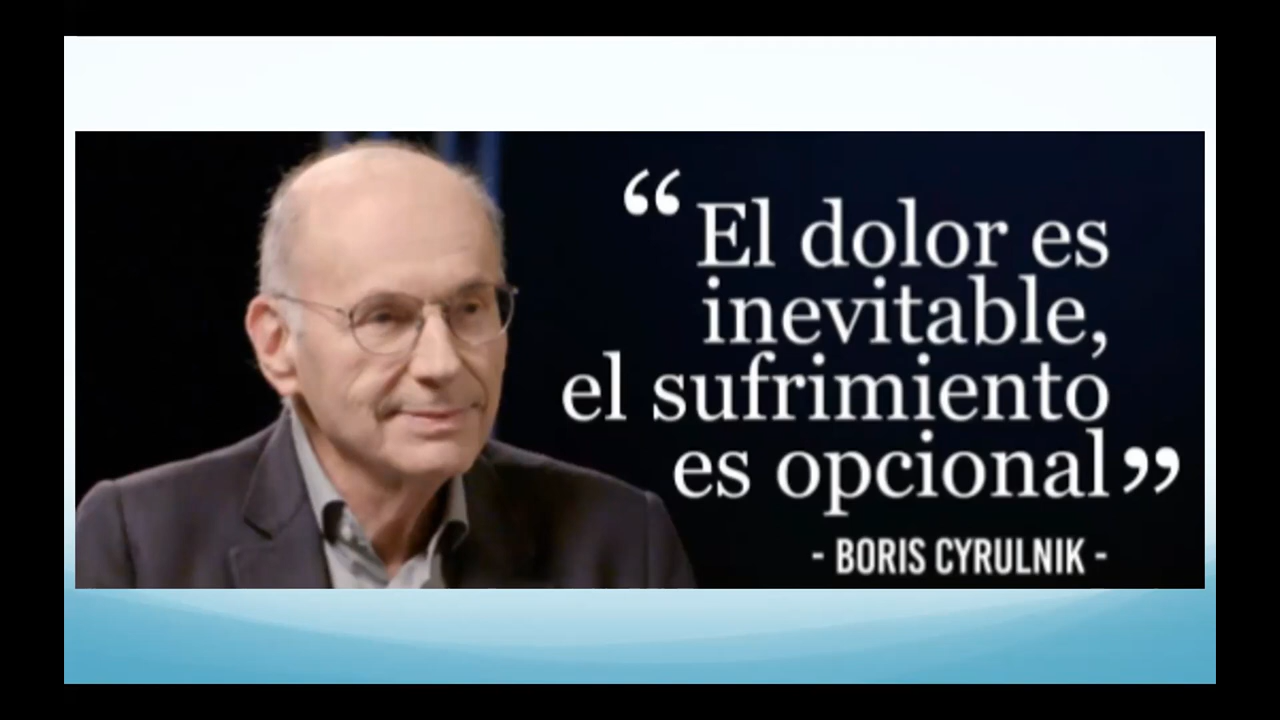 “El dolor es
inevitable,
el sufrimiento
es opcional”
- BORIS CYRULNIK -